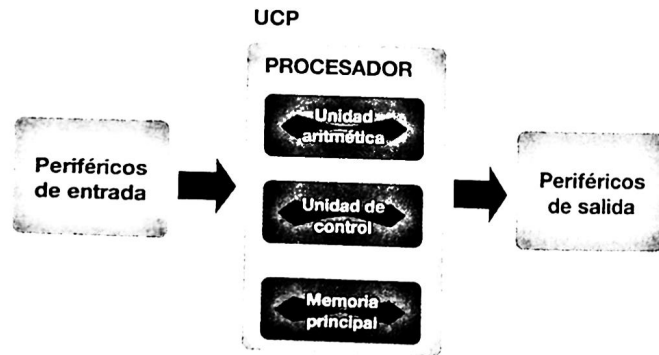 UCP
PROCESADOR
Unidad
aritmética
Periféricos
de entrada
Unidad de
control
Periféricos
de salida
Memoria
principal